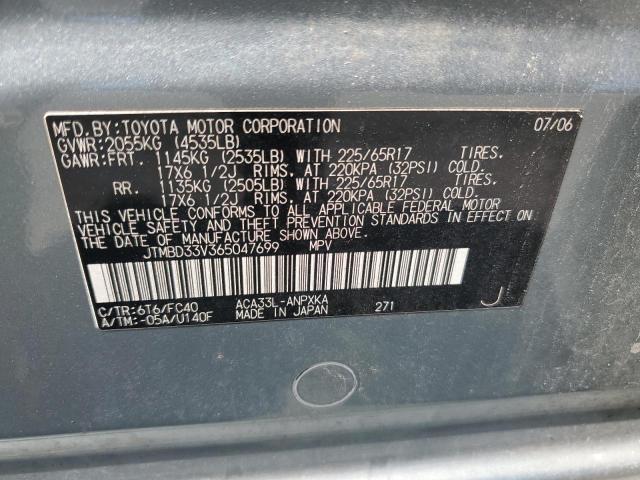 MFD. BY: TOYOTA MOTOR CORPORATION 07/06
GVWR: 2055KG (4535LB)
GAWR: FRT. 1145KG (2535LB) WITH 225/65R17 TIRES.
17X6 1/2J RIMS. AT 220KPA (32PSI) COLD.
RR. 1135KG (2505LB) WITH 225/65R17 TIRES.
17X6 1/2J RIMS. AT 220KPA (32PSI) COLD.
THIS VEHICLE CONFORMS TO ALL APPLICABLE FEDERAL MOTOR
VEHICLE SAFETY AND THEFT PREVENTION STANDARDS IN EFFECT ON
THE DATE OF MANUFACTURE SHOWN ABOVE.
JTMBD33V365047699 MPV
C/TR: 6T6/FC40 ACA33L-ANPXKA 271 J
A/TM: -05A/U140F MADE IN JAPAN